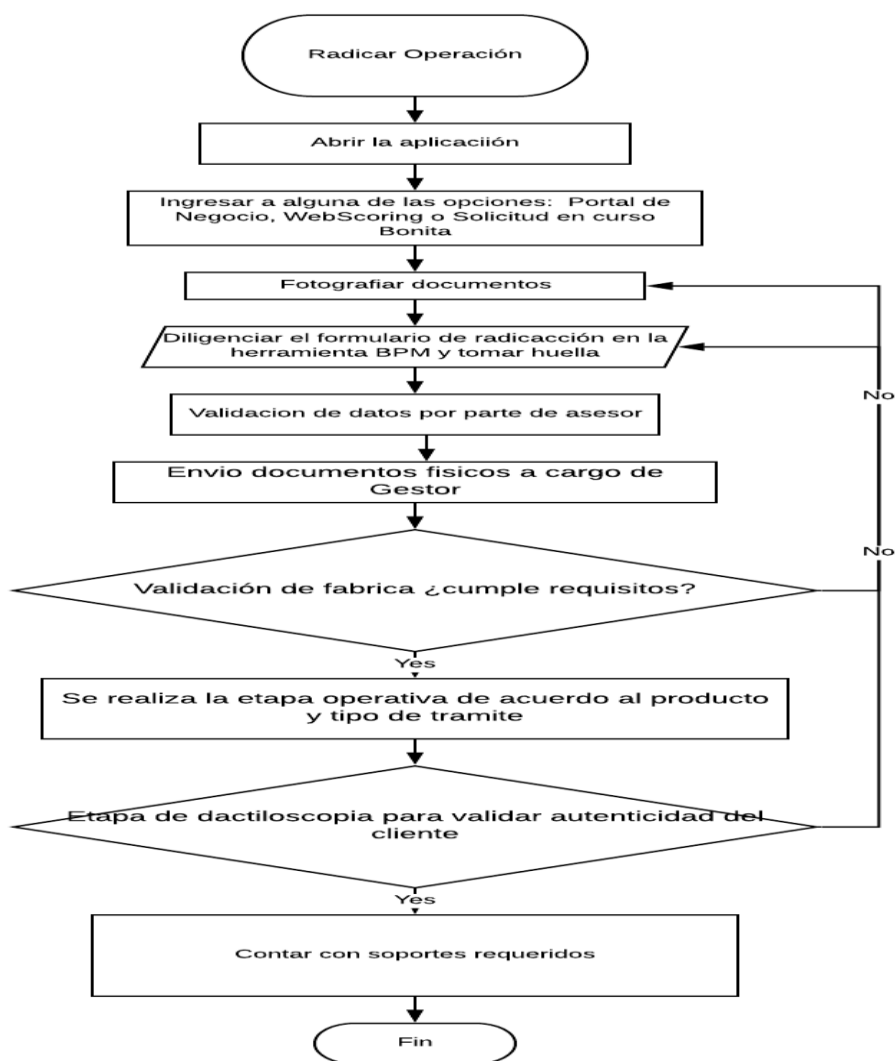 Radicar Operación
Abrir la aplicaciión
Ingresar a alguna de las opciones:  Portal de
Negocio, WebScoring o Solicitud en curso
Bonita
Fotografiar documentos
Diligenciar el formulario de radicacción en la
herramienta BPM y tomar huella
No
Validacion de datos por parte de asesor
Envio documentos fisicos a cargo de
Gestor
No
Validación de fabrica ¿cumple requisitos?
Yes
Se realiza la etapa operativa de acuerdo al producto
y tipo de tramite
Etapa de dactiloscopia para validar autenticidad del
cliente
Yes
Contar con soportes requeridos
Fin